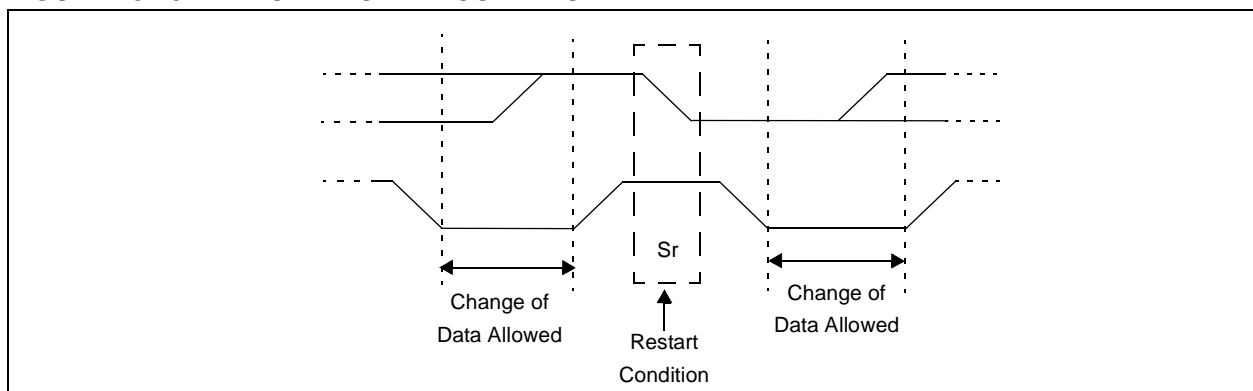 Sr
Change of
Data Allowed
Restart
Condition
Change of
Data Allowed